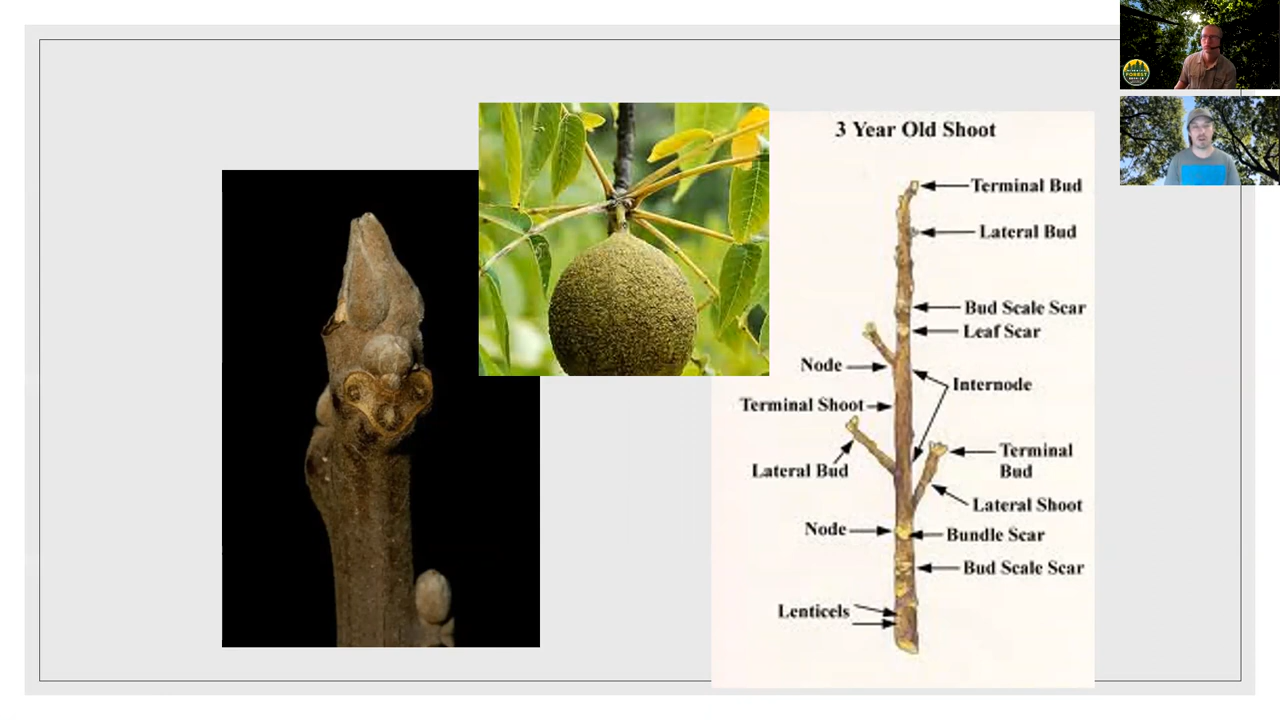 3 Year Old Shoot
Terminal Bud
Lateral Bud
Bud Scale Scar
Leaf Scar
Node
Internode
Terminal Shoot
Lateral Bud
Terminal
Bud
Lateral Shoot
Node
Bundle Scar
Bud Scale Scar
Lenticels
FOREST